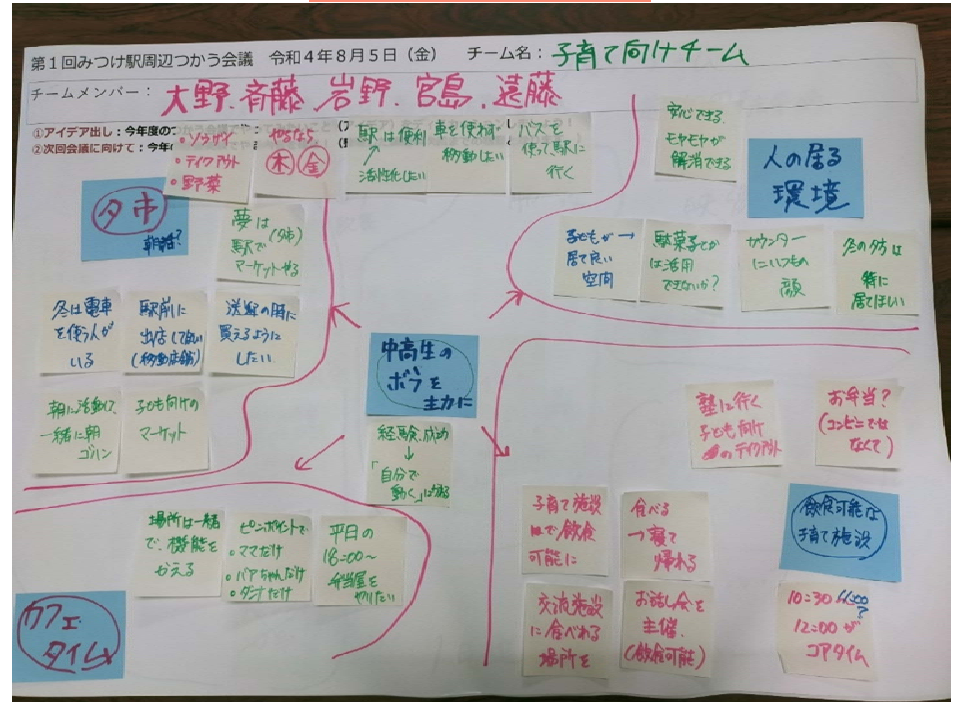 第1回みつけ駅周辺つかう会議 令和4年8月5日(金) チーム名: 子育て向けチーム
チームメンバー: 大野、斉藤、岩野、宮島、遠藤
①アイデア出し:今年度の
②次回会議に向けて:今年
・ソウザイ
・テイクアウト
・野菜
やるなら、
木 金
駅は便利
活性化したい
車を使わず
移動したい
バスを
使って駅に
行く
安心できる。
モヤモヤが
解消できる
人の居る
環境
夕市
朝活?
夢は(夕市)
駅で
マーケットやる
子どもが→
居て良い
空間
駄菓子でか
は活用
できないか?
カウンター
にいつもの
顔
冬の夕方は
特に
居てほしい
冬は電車
を使う人が
いる
駅前に
出店してほしい
(移動店舗)
送迎の時に
買えるように
したい
中高生の
ボラを
主力に
朝に活動して
一緒に朝
ゴハン
子ども向けの
マーケット
経験、成功
↓
「自分で
動く」に
塾に行く
子ども向け
のテイクアウト
お弁当?
(コンビニではなくて)
場所は一緒
で、機能を
かえる
ピンポイントで
・ママだけ
・バアちゃんだけ
・ダンナだけ
平日の
18:00~
弁当屋を
やりたい
子育て施設
で飲食
可能に
食べる
→寝て
帰れる
飲食可能な
子育て施設
カフェ
タイム
交流施設
に食べれる
場所を
お話し会を
主催。
(飲食可能)
10:30
12:00が
コアタイム